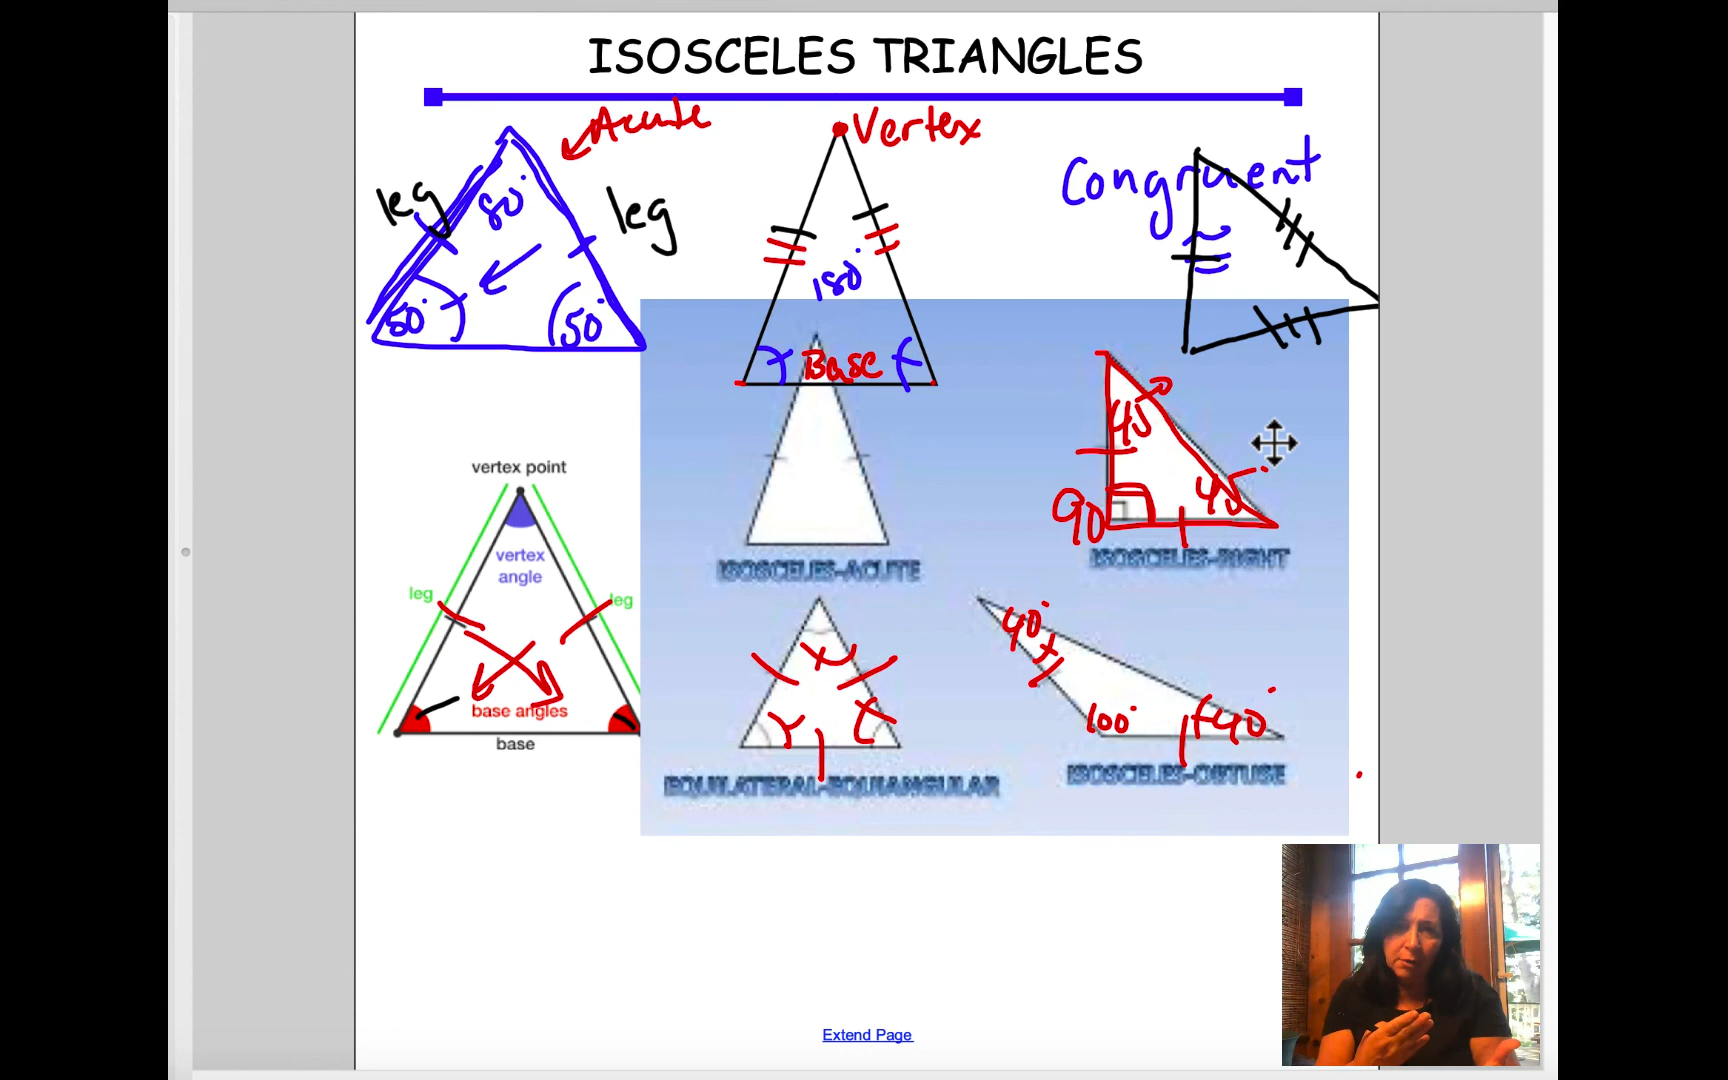 ISOSCELES TRIANGLES
Acute
Vertex
Congruent
≅
leg
leg
80°
50°
50°
180°
Base
45°
45°
90
vertex point
vertex
angle
leg
leg
base angles
base
ISOSCELES-ACUTE
ISOSCELES-RIGHT
40°
100°
40°
EQUILATERAL-EQUIANGULAR
ISOSCELES-OBTUSE
Extend Page